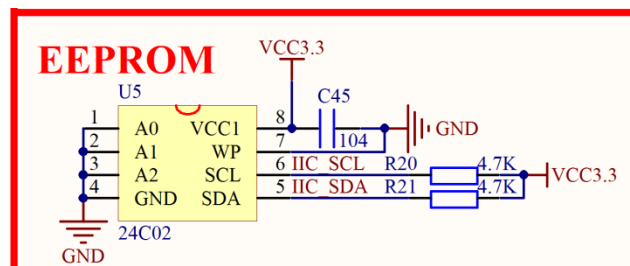 EEPROM
VCC3.3
U5
C45
1 A0 VCC1 8 104 GND
2 A1 WP 7
3 A2 SCL 6 IIC_SCL R20 4.7K VCC3.3
4 GND SDA 5 IIC_SDA R21 4.7K
24C02
GND